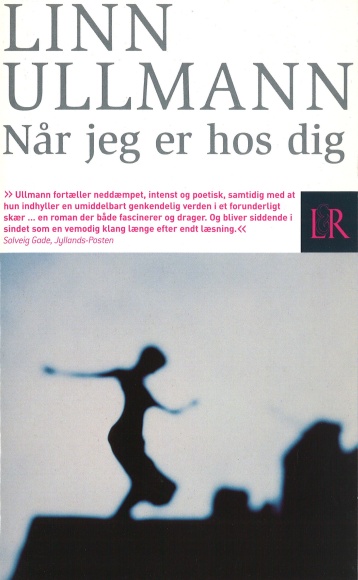 LINN
ULLMANN
Når jeg er hos dig
>> Ullmann fortæller neddæmpet, intenst og poetisk, samtidig med at
hun indhyller en umiddelbart genkendelig verden i et forunderligt
skær ... en roman der både fascinerer og drager. Og bliver siddende i
sindet som en vemodig klang længe efter endt læsning.<<
Solveig Gade, Jyllands-Posten
L&R